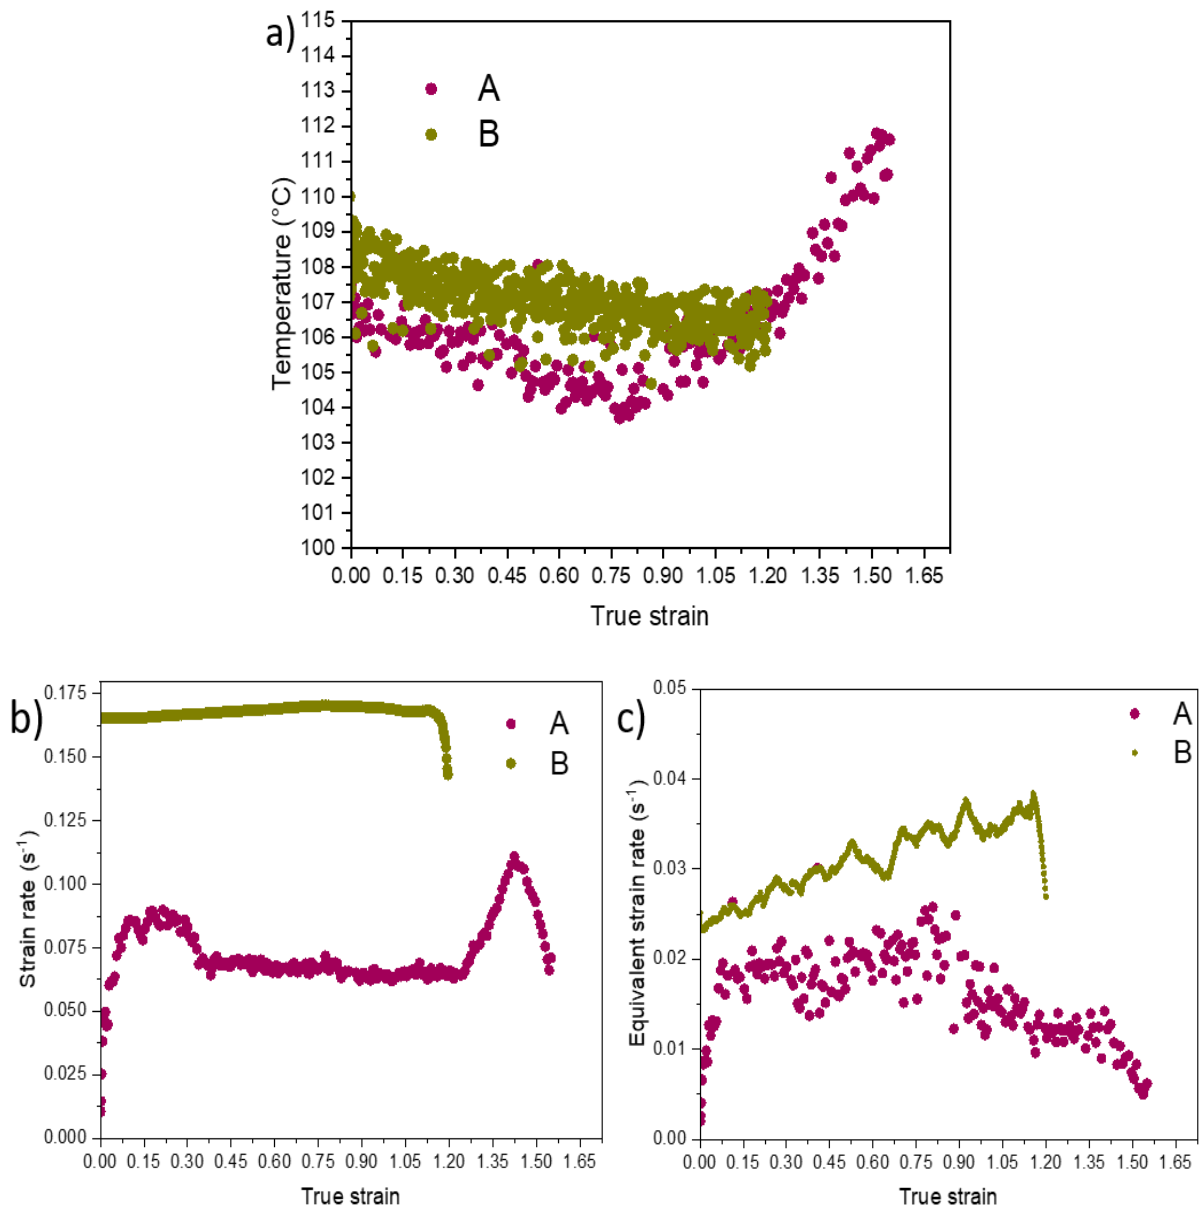 a)
115
114
113
112
111
110
109
108
107
106
105
104
103
102
101
100
Temperature (°C)
A
B
0.00 0.15 0.30 0.45 0.60 0.75 0.90 1.05 1.20 1.35 1.50 1.65
True strain
b)
0.175
0.150
0.125
0.100
0.075
0.050
0.025
0.000
Strain rate (s⁻¹)
A
B
0.00 0.15 0.30 0.45 0.60 0.75 0.90 1.05 1.20 1.35 1.50 1.65
True strain
c)
0.05
0.04
0.03
0.02
0.01
0.00
Equivalent strain rate (s⁻¹)
A
B
0.00 0.15 0.30 0.45 0.60 0.75 0.90 1.05 1.20 1.35 1.50 1.65
True strain